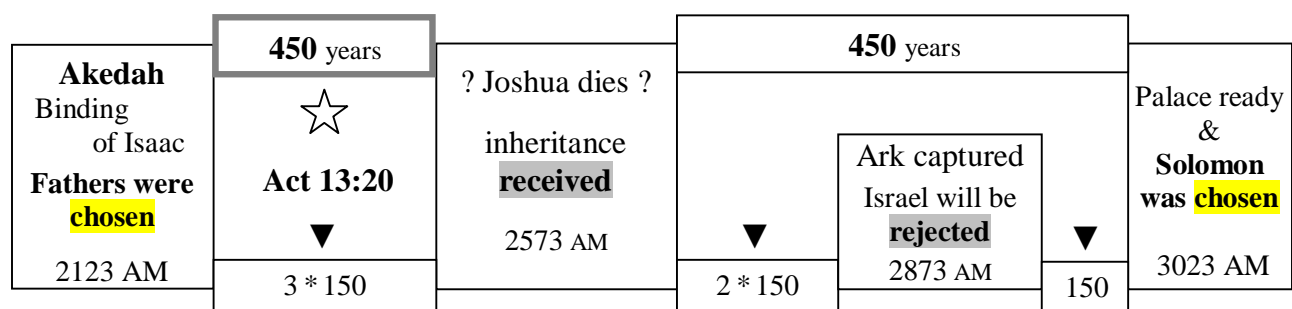 Akedah
Binding
of Isaac
Fathers were
chosen
2123 AM
450 years
Act 13:20
3 * 150
? Joshua dies ?
inheritance
received
2573 AM
450 years
2 * 150
Ark captured
Israel will be
rejected
2873 AM
150
Palace ready
&
Solomon
was chosen
3023 AM